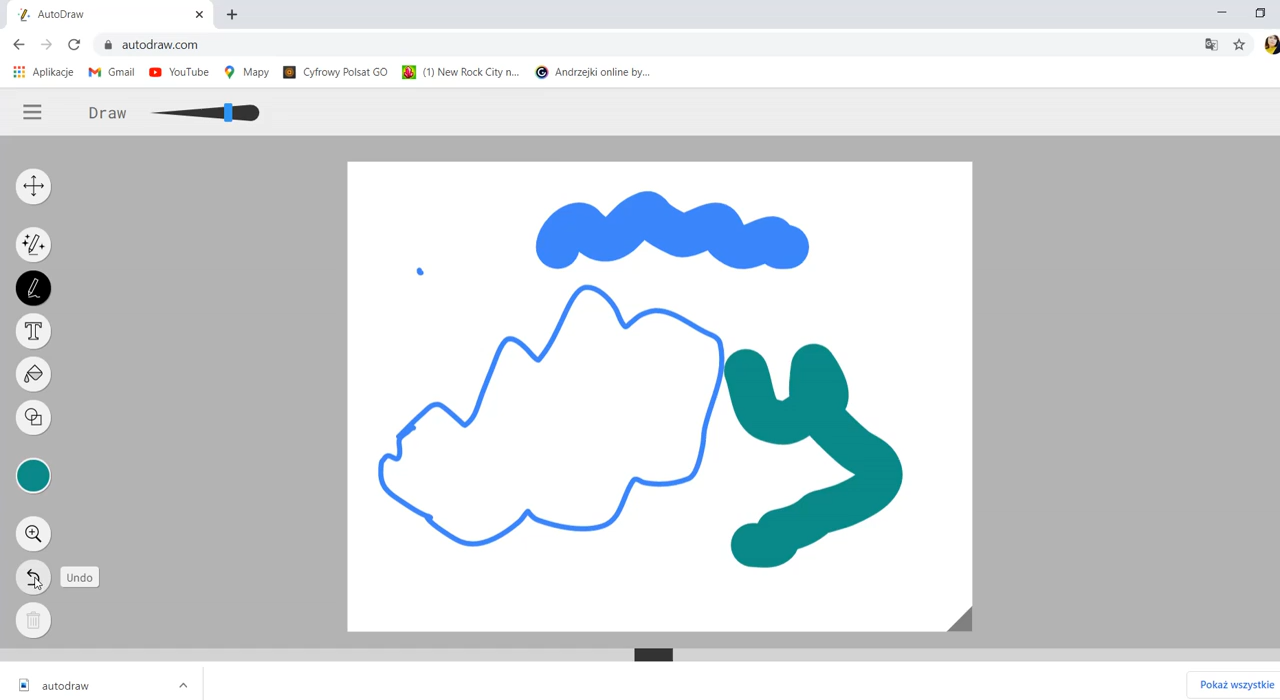 AutoDraw
autodraw.com
Aplikacje Gmail YouTube Mapy Cyfrowy Polsat GO (1) New Rock City n... Andrzejki online by...
Draw
T
Undo
autodraw Pokaż wszystkie